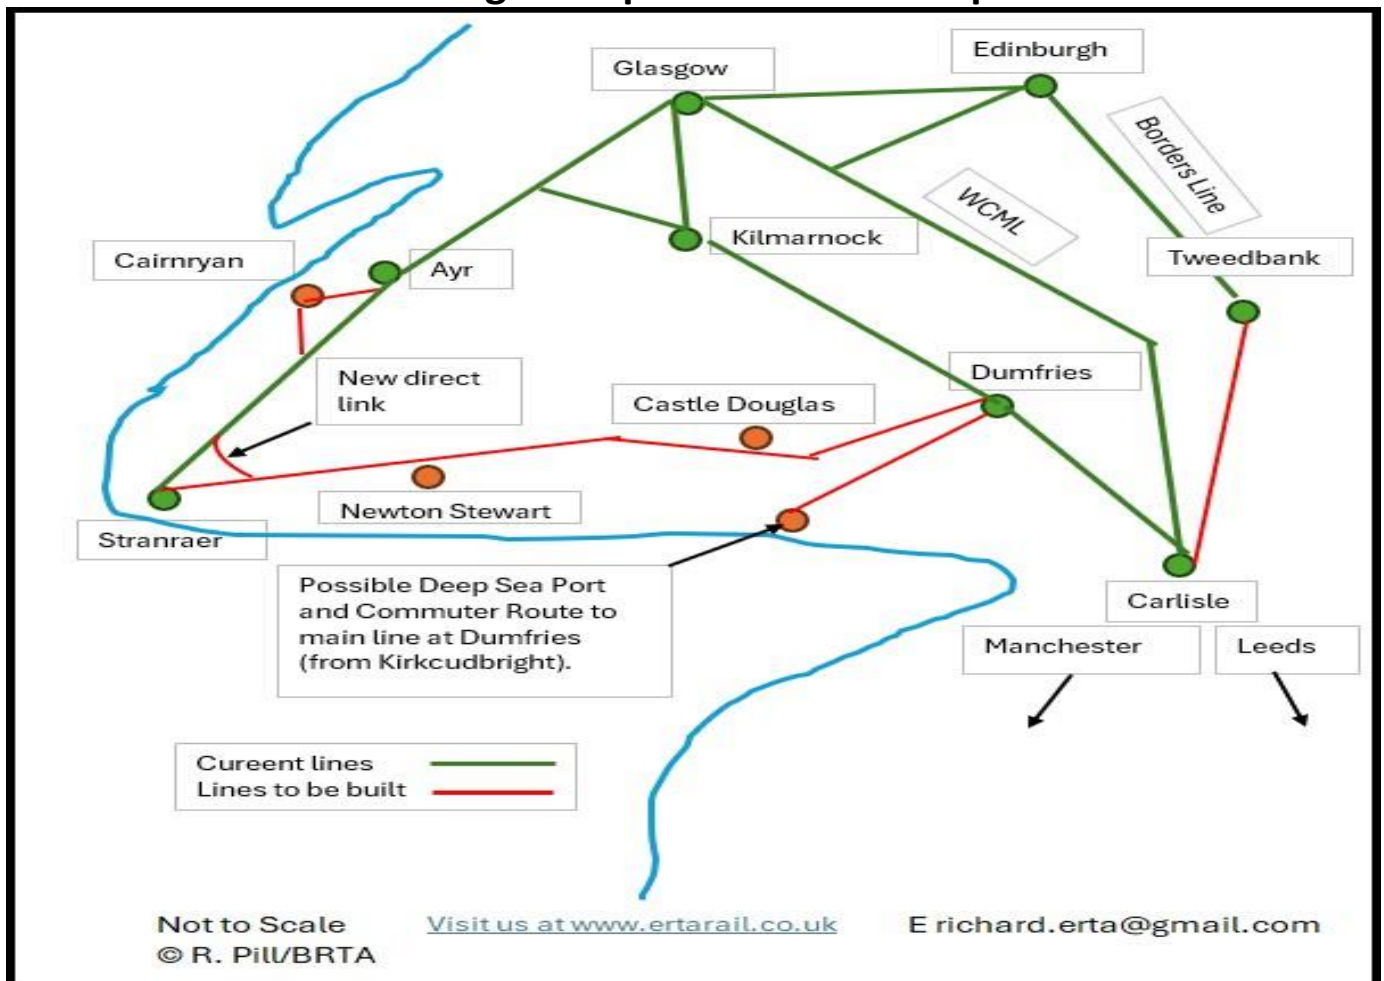 Glasgow
Edinburgh
Borders Line
WCML
Kilmarnock
Tweedbank
Cairnryan
Ayr
New direct
link
Castle Douglas
Dumfries
Newton Stewart
Stranraer
Possible Deep Sea Port
and Commuter Route to
main line at Dumfries
(from Kirkcudbright).
Carlisle
Manchester
Leeds
Cureent lines
Lines to be built
Not to Scale
Visit us at www.ertarail.co.uk
E richard.erta@gmail.com
© R. Pill/BRTA